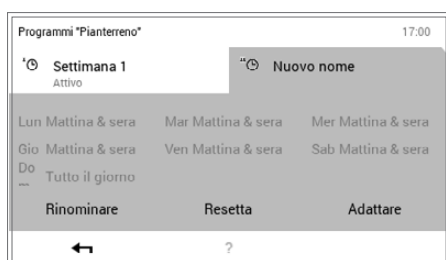 Programmi "Pianterreno" 17:00
Settimana 1 Nuovo nome
Attivo
Lun Mattina & sera Mar Mattina & sera Mer Mattina & sera
Gio Mattina & sera Ven Mattina & sera Sab Mattina & sera
Do
Tutto il giorno
Rinominare Resetta Adattare
?